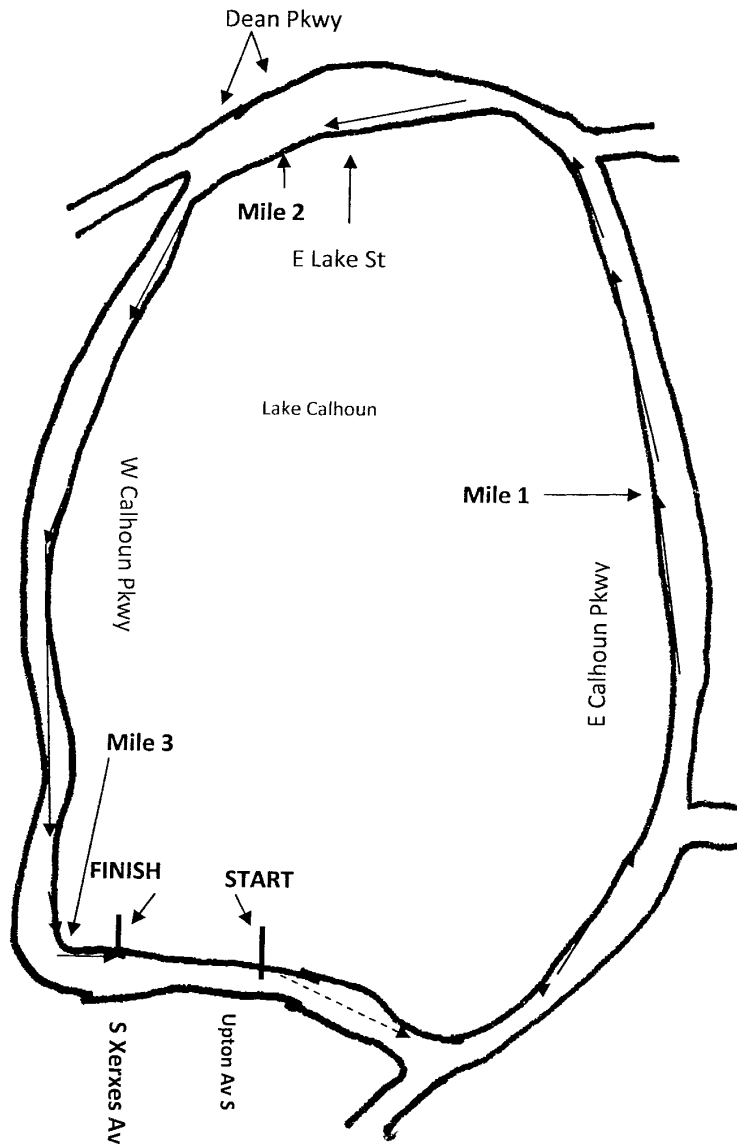 Dean Pkwy
Mile 2
E Lake St
Lake Calhoun
W Calhoun Pkwy
Mile 1
E Calhoun Pkwy
Mile 3
FINISH
START
S Xerxes Av
Upton Av S